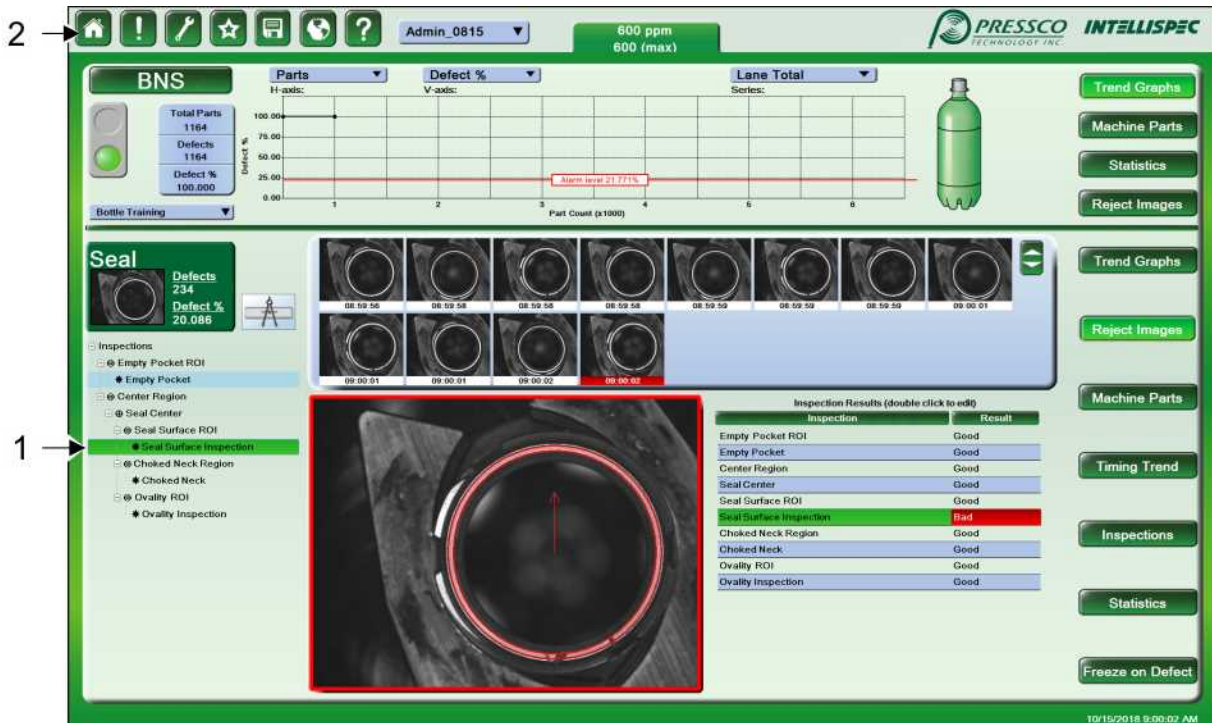 2
Admin_0815
600 ppm
600 (max)
PRESSCO
TECHNOLOGY INC.
INTELLISPEC
BNS
Total Parts
1164
Defects
1164
Defect %
100.000
Bottle Training
Parts
H-axis:
Defect %
V-axis:
Lane Total
Series:
Defect %
100.00
75.00
50.00
25.00
0.00
Alarm level 21.771%
1 2 3 4 5 6
Part Count (x1000)
Trend Graphs
Machine Parts
Statistics
Reject Images
Seal
Defects
234
Defect %
20.086
08:59:56 08:59:58 08:59:58 08:59:58 08:59:59 08:59:59 08:59:59 09:00:01
09:00:01 09:00:01 09:00:02 09:00:02
1
Inspections
Empty Pocket ROI
Empty Pocket
Center Region
Seal Center
Seal Surface ROI
Seal Surface Inspection
Choked Neck Region
Choked Neck
Ovality ROI
Ovality Inspection
Inspection Results (double click to edit)
Inspection Result
Empty Pocket ROI Good
Empty Pocket Good
Center Region Good
Seal Center Good
Seal Surface ROI Good
Seal Surface Inspection Bad
Choked Neck Region Good
Choked Neck Good
Ovality ROI Good
Ovality Inspection Good
Trend Graphs
Reject Images
Machine Parts
Timing Trend
Inspections
Statistics
Freeze on Defect
10/15/2018 9:00:02 AM